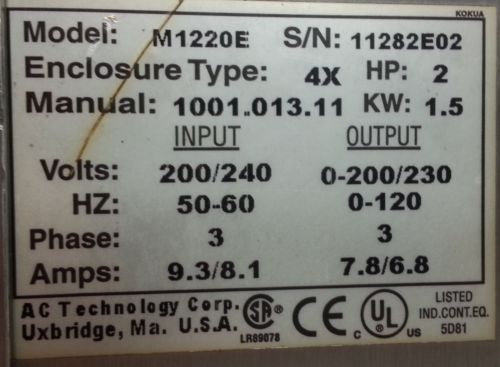 KOKUA
Model: M1220E S/N: 11282E02
Enclosure Type: 4X HP: 2
Manual: 1001.013.11 KW: 1.5
INPUT OUTPUT
Volts: 200/240 0-200/230
HZ: 50-60 0-120
Phase: 3 3
Amps: 9.3/8.1 7.8/6.8
AC Technology Corp.
Uxbridge, Ma. U.S.A.
SA
LR89078
CE
C UL US
LISTED
IND.CONT.EQ.
5D81